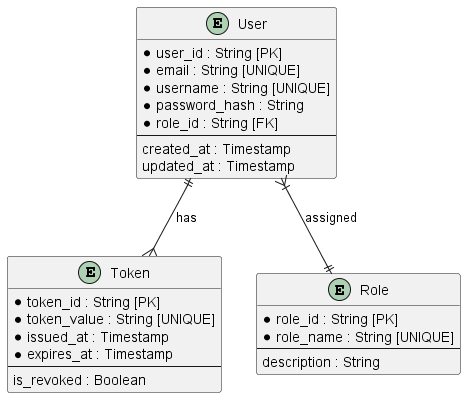 E User
* user_id : String [PK]
* email : String [UNIQUE]
* username : String [UNIQUE]
* password_hash : String
* role_id : String [FK]
created_at : Timestamp
updated_at : Timestamp
has
assigned
E Token
* token_id : String [PK]
* token_value : String [UNIQUE]
* issued_at : Timestamp
* expires_at : Timestamp
is_revoked : Boolean
E Role
* role_id : String [PK]
* role_name : String [UNIQUE]
description : String